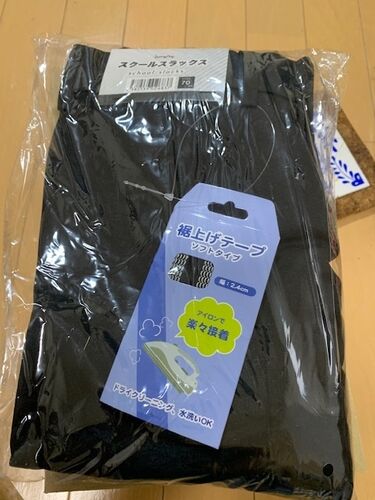 スクールスラックス
school slacks
70
裾上げテープ
ソフトタイプ
幅:2.4cm
アイロンで
楽々接着
ドライクリーニング、水洗いOK